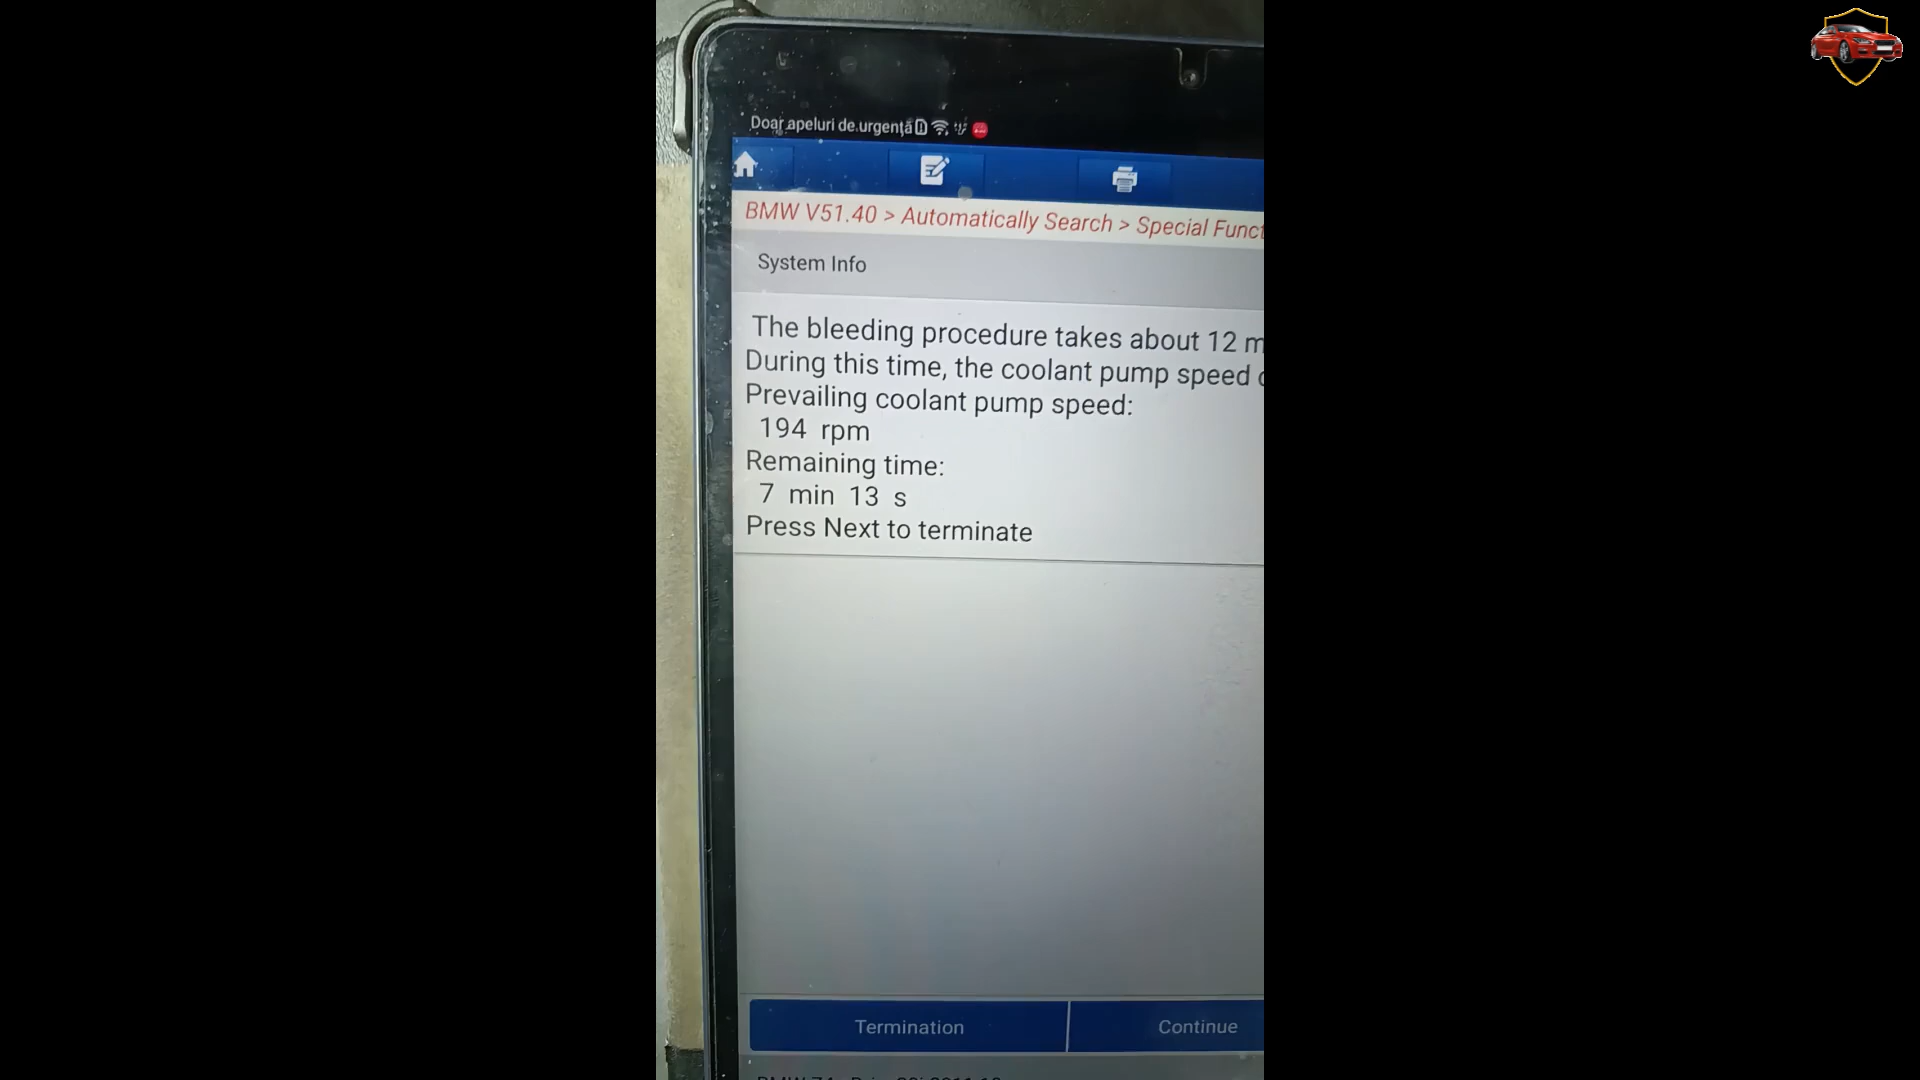 Doar apeluri de urgență
BMW V51.40 > Automatically Search > Special Funct
System Info
The bleeding procedure takes about 12 m
During this time, the coolant pump speed
Prevailing coolant pump speed:
194 rpm
Remaining time:
7 min 13 s
Press Next to terminate
Termination
Continue